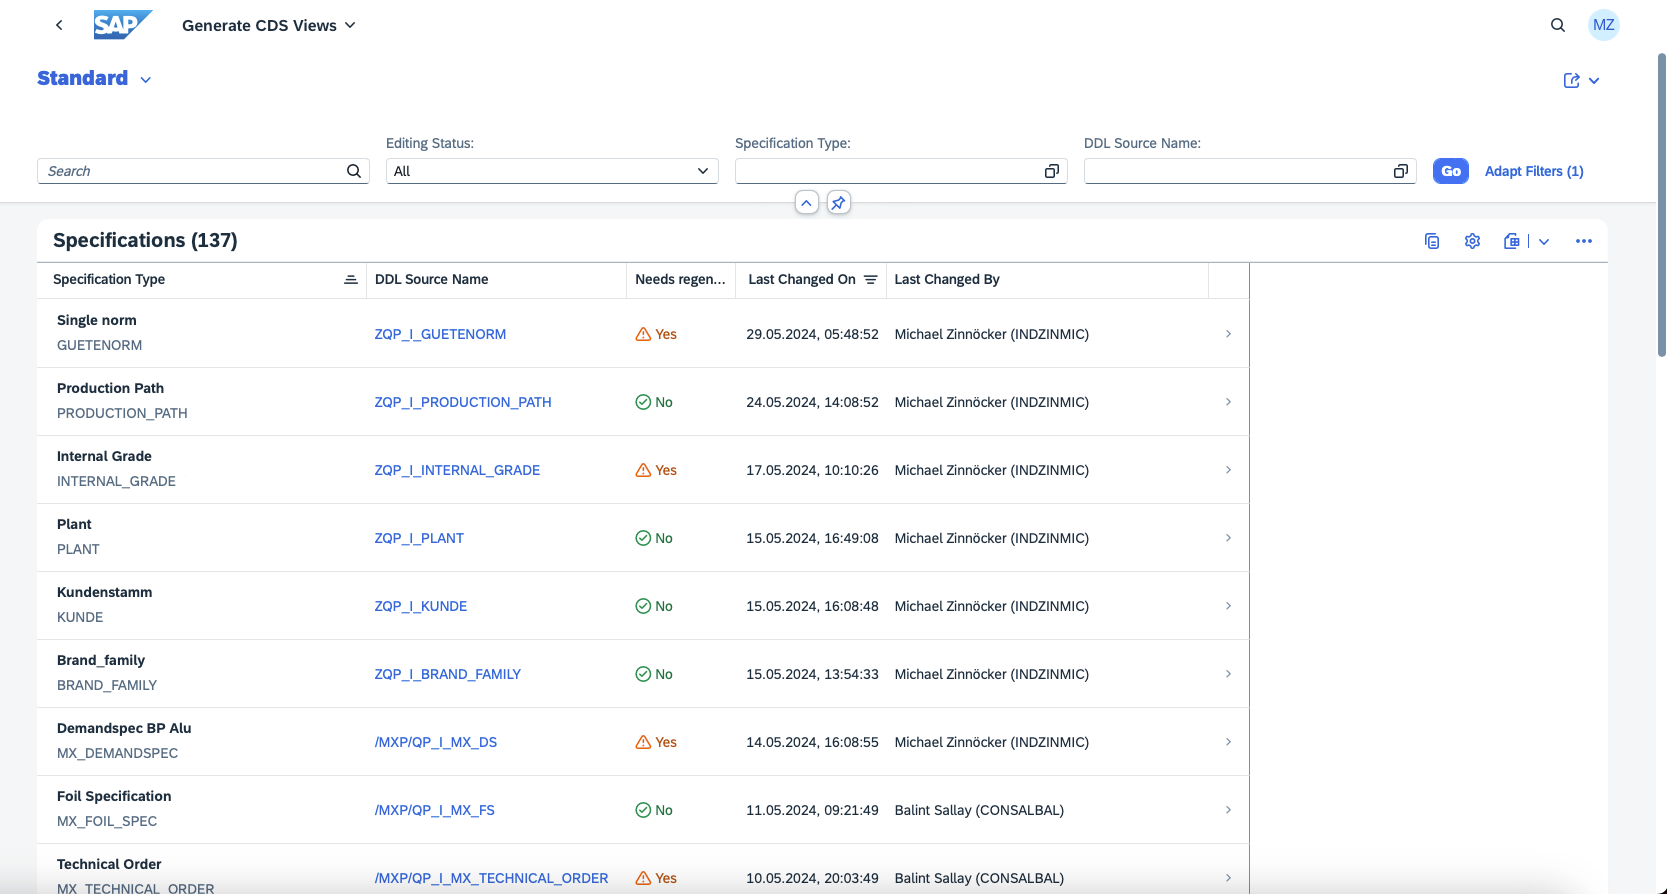 SAP
Generate CDS Views
MZ
Standard
Search
Editing Status:
All
Specification Type:
DDL Source Name:
Go
Adapt Filters (1)
Specifications (137)
Specification Type DDL Source Name Needs regen... Last Changed On Last Changed By
Single norm
GUETENORM
ZQP_I_GUETENORM Yes 29.05.2024, 05:48:52 Michael Zinnöcker (INDZINMIC)
Production Path
PRODUCTION_PATH
ZQP_I_PRODUCTION_PATH No 24.05.2024, 14:08:52 Michael Zinnöcker (INDZINMIC)
Internal Grade
INTERNAL_GRADE
ZQP_I_INTERNAL_GRADE Yes 17.05.2024, 10:10:26 Michael Zinnöcker (INDZINMIC)
Plant
PLANT
ZQP_I_PLANT No 15.05.2024, 16:49:08 Michael Zinnöcker (INDZINMIC)
Kundenstamm
KUNDE
ZQP_I_KUNDE No 15.05.2024, 16:08:48 Michael Zinnöcker (INDZINMIC)
Brand_family
BRAND_FAMILY
ZQP_I_BRAND_FAMILY No 15.05.2024, 13:54:33 Michael Zinnöcker (INDZINMIC)
Demandspec BP Alu
MX_DEMANDSPEC
/MXP/QP_I_MX_DS Yes 14.05.2024, 16:08:55 Michael Zinnöcker (INDZINMIC)
Foil Specification
MX_FOIL_SPEC
/MXP/QP_I_MX_FS No 11.05.2024, 09:21:49 Balint Sallay (CONSALBAL)
Technical Order
MX_TECHNICAL_ORDER
/MXP/QP_I_MX_TECHNICAL_ORDER Yes 10.05.2024, 20:03:49 Balint Sallay (CONSALBAL)